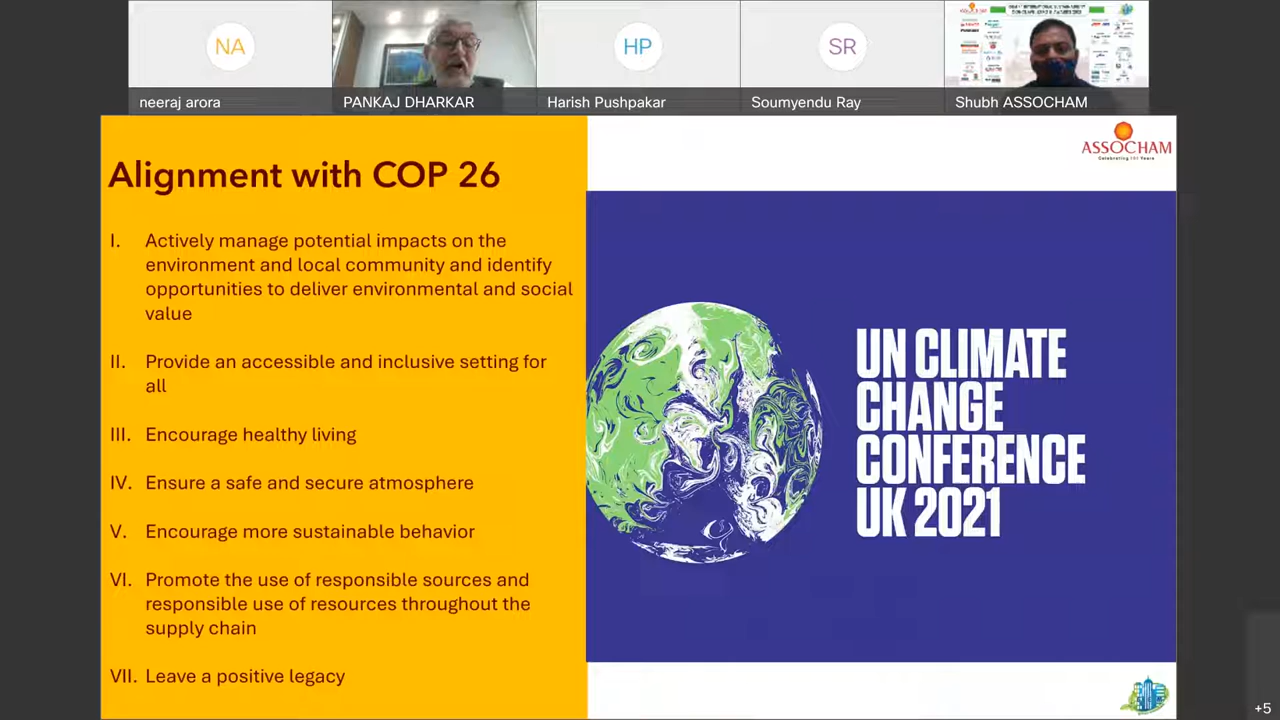 NA
HP
SR
neeraj arora
PANKAJ DHARKAR
Harish Pushpakar
Soumyendu Ray
Shubh ASSOCHAM
ASSOCHAM
Alignment with COP 26
I. Actively manage potential impacts on the
environment and local community and identify
opportunities to deliver environmental and social
value
II. Provide an accessible and inclusive setting for
all
III. Encourage healthy living
IV. Ensure a safe and secure atmosphere
V. Encourage more sustainable behavior
VI. Promote the use of responsible sources and
responsible use of resources throughout the
supply chain
VII. Leave a positive legacy
UN CLIMATE
CHANGE
CONFERENCE
UK 2021
+5